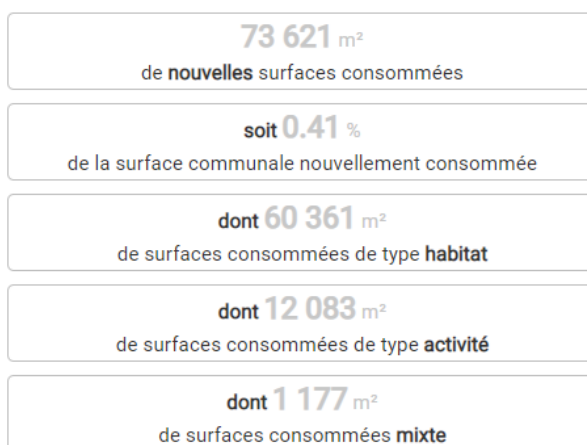 73 621 m²
de nouvelles surfaces consommées
soit 0.41 %
de la surface communale nouvellement consommée
dont 60 361 m²
de surfaces consommées de type habitat
dont 12 083 m²
de surfaces consommées de type activité
dont 1 177 m²
de surfaces consommées mixte